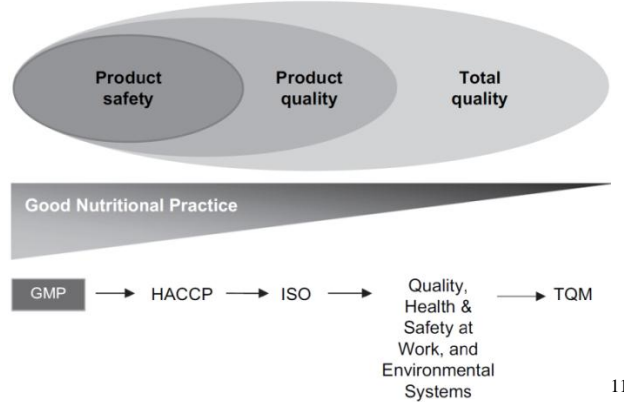 Product
safety
Product
quality
Total
quality
Good Nutritional Practice
GMP
HACCP
ISO
Quality,
Health &
Safety at
Work, and
Environmental
Systems
TQM
11